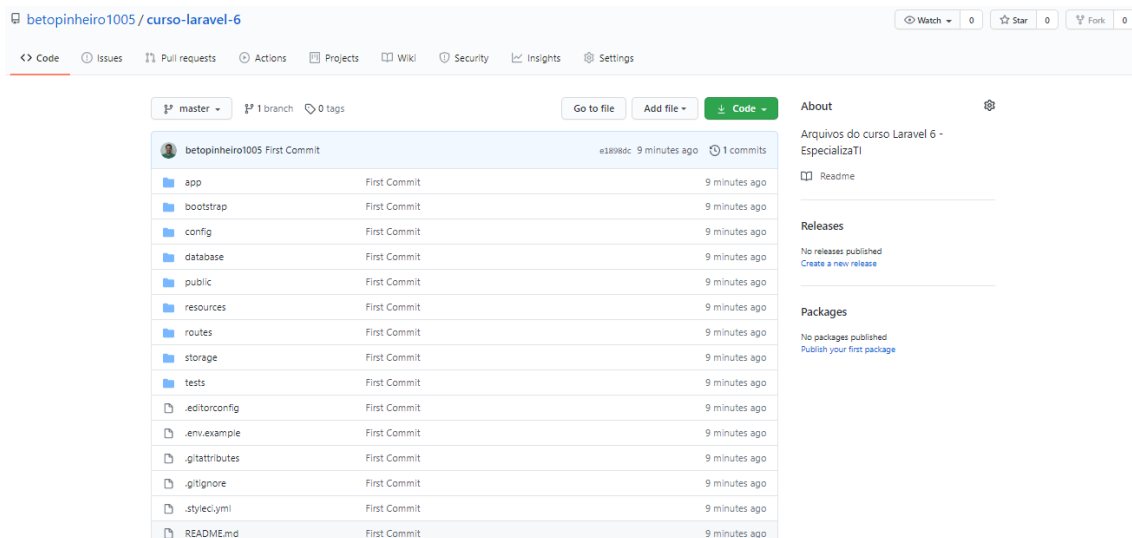 betopinheiro1005 / curso-laravel-6
Watch 0 Star 0 Fork 0
Code Issues Pull requests Actions Projects Wiki Security Insights Settings
master 1 branch 0 tags Go to file Add file Code
betopinheiro1005 First Commit e1898dc 9 minutes ago 1 commits
app First Commit 9 minutes ago
bootstrap First Commit 9 minutes ago
config First Commit 9 minutes ago
database First Commit 9 minutes ago
public First Commit 9 minutes ago
resources First Commit 9 minutes ago
routes First Commit 9 minutes ago
storage First Commit 9 minutes ago
tests First Commit 9 minutes ago
.editorconfig First Commit 9 minutes ago
.env.example First Commit 9 minutes ago
.gitattributes First Commit 9 minutes ago
.gitignore First Commit 9 minutes ago
.styleci.yml First Commit 9 minutes ago
README.md First Commit 9 minutes ago
About
Arquivos do curso Laravel 6 -
EspecializaTI
Readme
Releases
No releases published
Create a new release
Packages
No packages published
Publish your first package